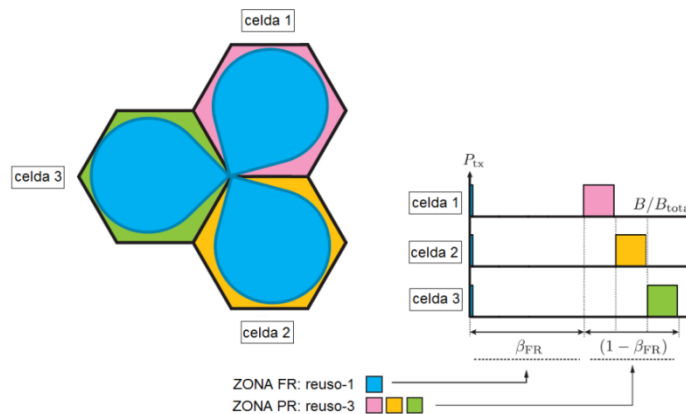 celda 1
celda 3
celda 2
P_tx
celda 1
B/B_tota
celda 2
celda 3
β_FR
(1 − β_FR)
ZONA FR: reuso-1
ZONA PR: reuso-3